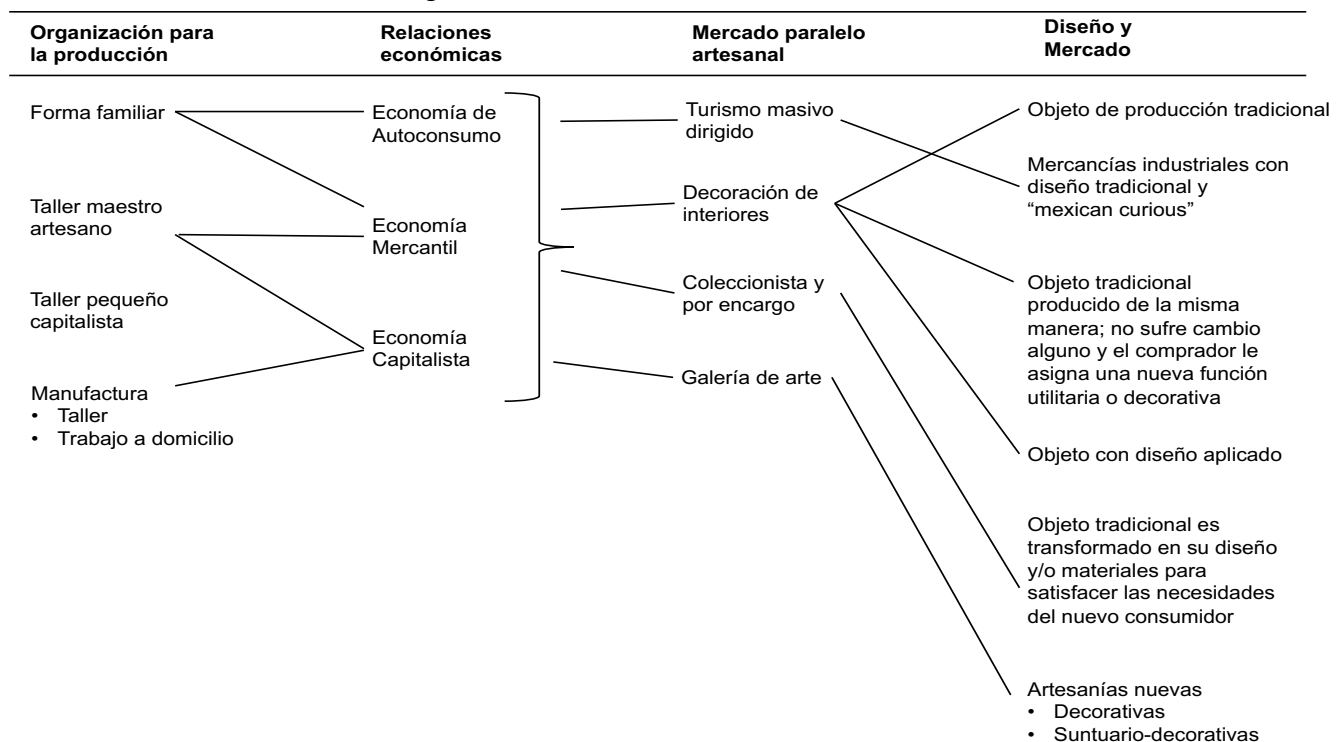 Organización para
la producción
Relaciones
económicas
Mercado paralelo
artesanal
Diseño y
Mercado
Forma familiar
Taller maestro
artesano
Taller pequeño
capitalista
Manufactura
• Taller
• Trabajo a domicilio
Economía de
Autoconsumo
Economía
Mercantil
Economía
Capitalista
Turismo masivo
dirigido
Decoración de
interiores
Coleccionista y
por encargo
Galería de arte
Objeto de producción tradicional
Mercancías industriales con
diseño tradicional y
“mexican curious”
Objeto tradicional
producido de la misma
manera; no sufre cambio
alguno y el comprador le
asigna una nueva función
utilitaria o decorativa
Objeto con diseño aplicado
Objeto tradicional es
transformado en su diseño
y/o materiales para
satisfacer las necesidades
del nuevo consumidor
Artesanías nuevas
• Decorativas
• Suntuario-decorativas